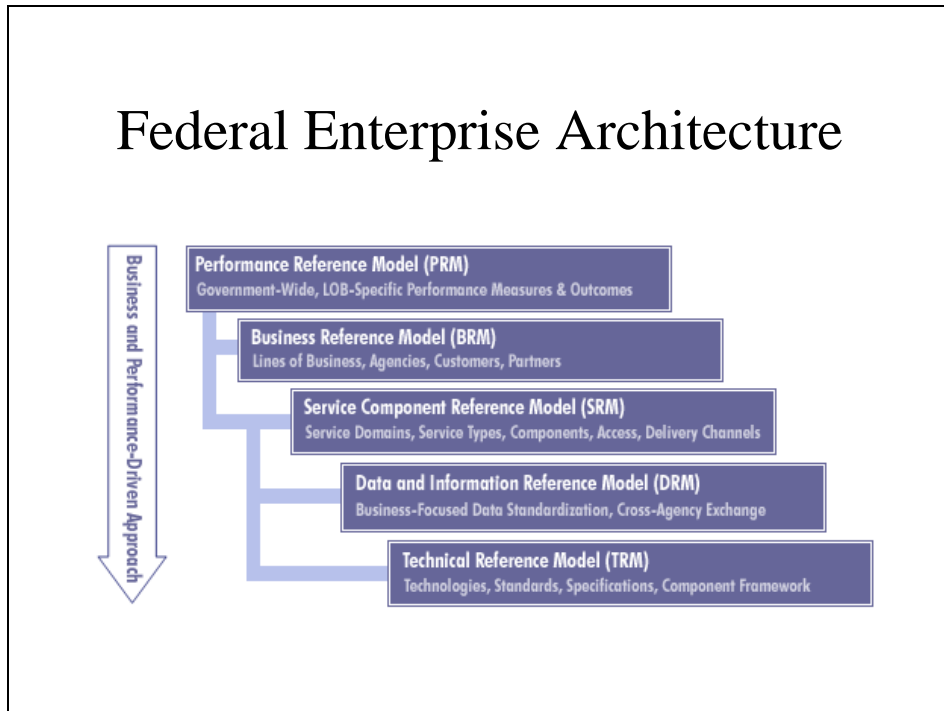 Federal Enterprise Architecture
Business and Performance-Driven Approach
Performance Reference Model (PRM)
Government-Wide, LOB-Specific Performance Measures & Outcomes
Business Reference Model (BRM)
Lines of Business, Agencies, Customers, Partners
Service Component Reference Model (SRM)
Service Domains, Service Types, Components, Access, Delivery Channels
Data and Information Reference Model (DRM)
Business-Focused Data Standardization, Cross-Agency Exchange
Technical Reference Model (TRM)
Technologies, Standards, Specifications, Component Framework